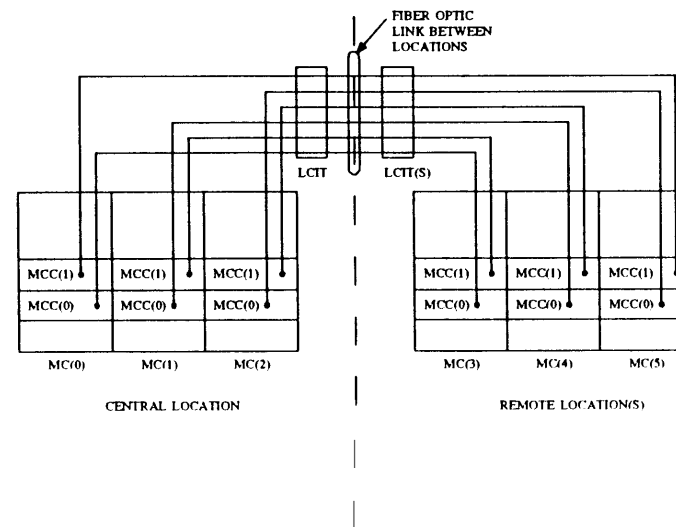 FIBER OPTIC
LINK BETWEEN
LOCATIONS
LCIT LCIT(S)
MCC(1) MCC(1) MCC(1) MCC(1) MCC(1) MCC(1)
MCC(0) MCC(0) MCC(0) MCC(0) MCC(0) MCC(0)
MC(0) MC(1) MC(2) MC(3) MC(4) MC(5)
CENTRAL LOCATION REMOTE LOCATION(S)